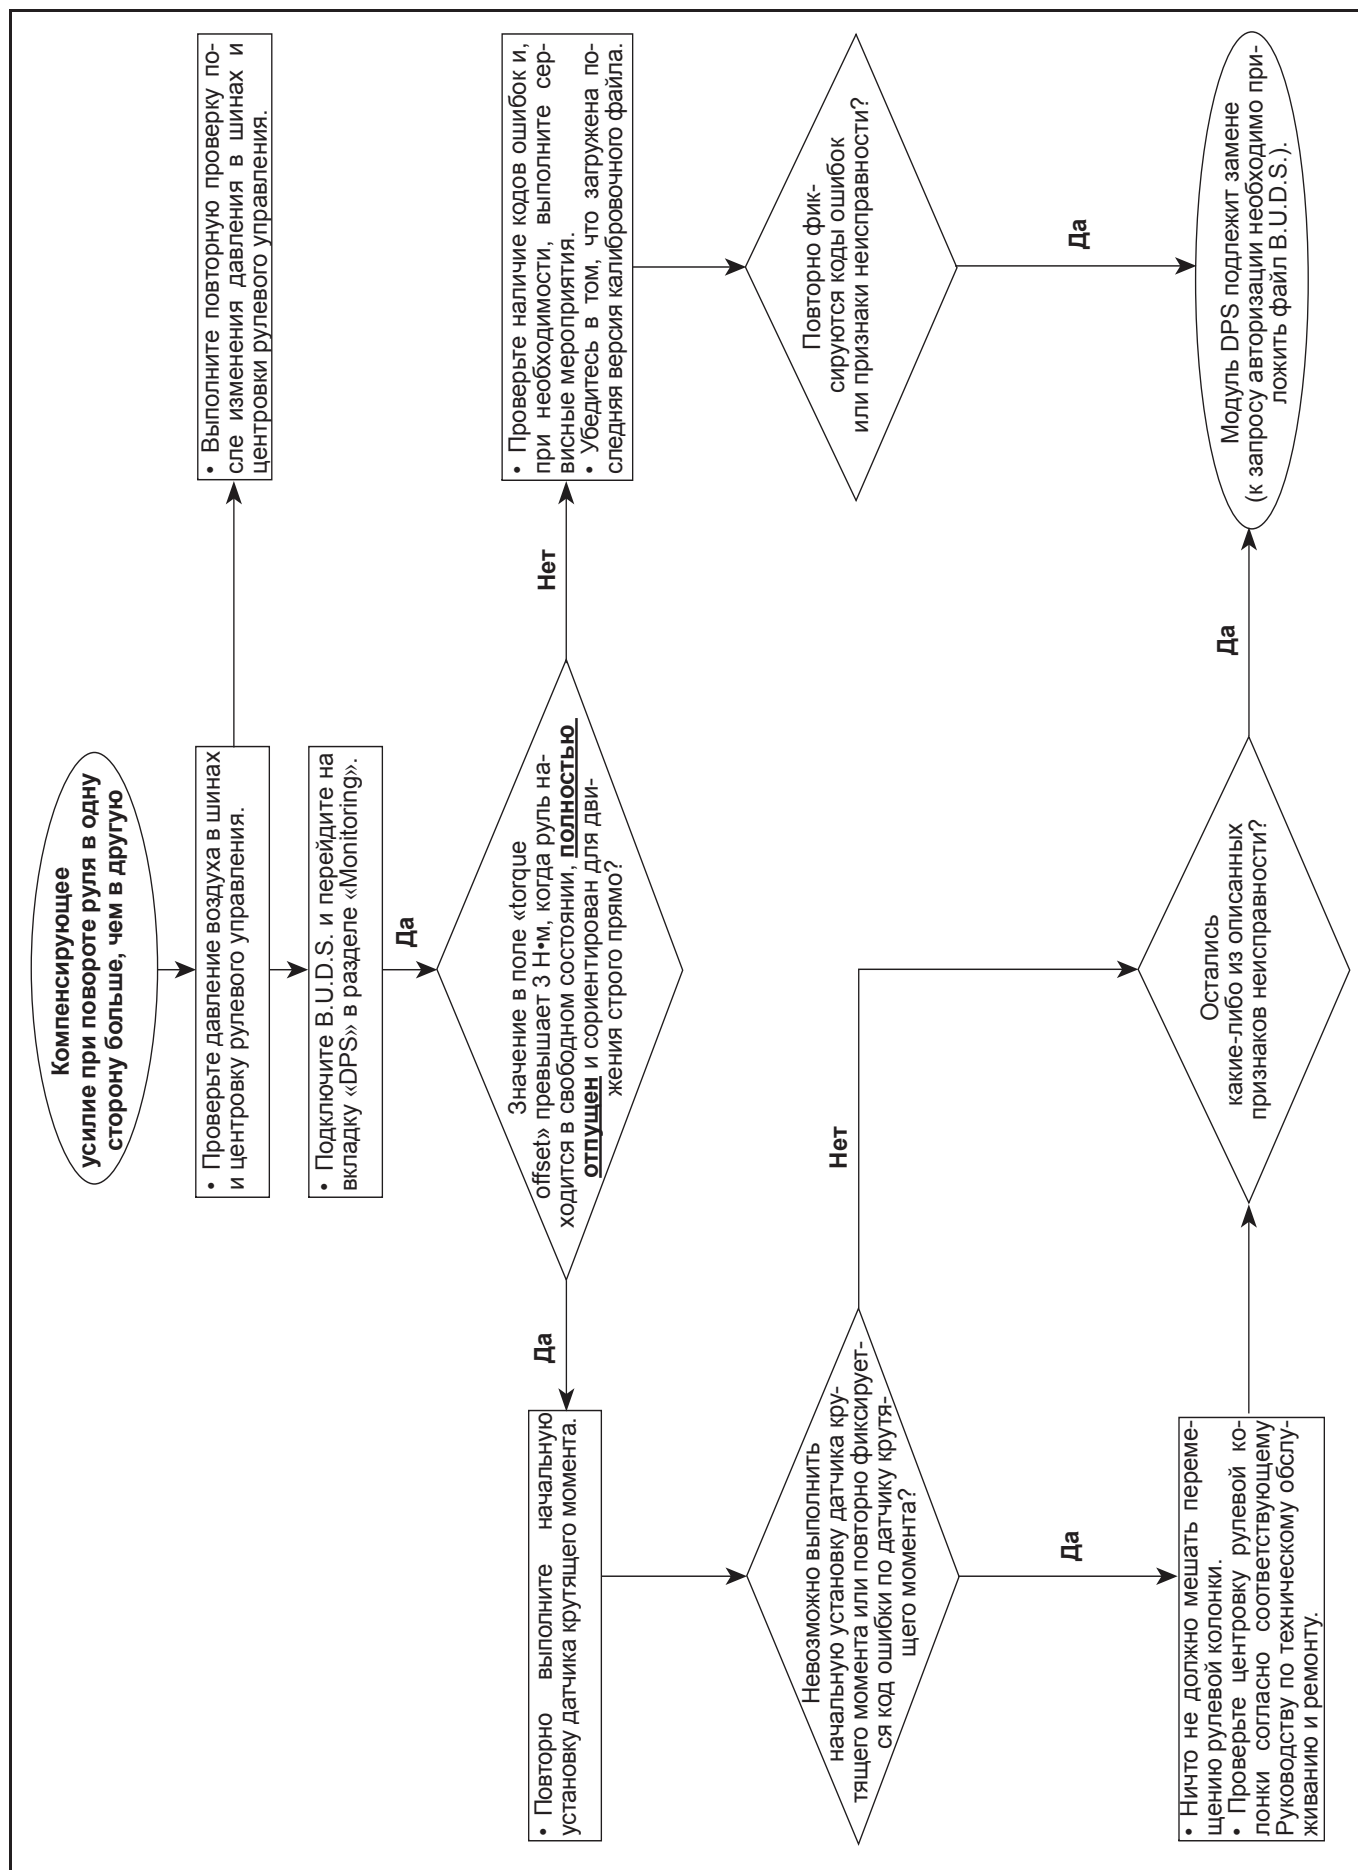 Компенсирующее
усилие при повороте руля в одну
сторону больше, чем в другую
• Проверьте давление воздуха в шинах
и центровку рулевого управления.
• Выполните повторную проверку по-
сле изменения давления в шинах и
центровки рулевого управления.
• Подключите B.U.D.S. и перейдите на
вкладку «DPS» в разделе «Monitoring».
Да
Значение в поле «torque
offset» превышает 3 Н•м, когда руль на-
ходится в свободном состоянии, полностью
отпущен и сориентирован для дви-
жения строго прямо?
Да
Нет
• Повторно выполните начальную
установку датчика крутящего момента.
• Проверьте наличие кодов ошибок и,
при необходимости, выполните сер-
висные мероприятия.
• Убедитесь в том, что загружена по-
следняя версия калибровочного файла.
Невозможно выполнить
начальную установку датчика кру-
тящего момента или повторно фиксирует-
ся код ошибки по датчику крутя-
щего момента?
Нет
Повторно фик-
сируются коды ошибок
или признаки неисправности?
Да
Да
• Ничто не должно мешать переме-
щению рулевой колонки.
• Проверьте центровку рулевой ко-
лонки согласно соответствующему
Руководству по техническому обслу-
живанию и ремонту.
Остались
какие-либо из описанных
признаков неисправности?
Да
Модуль DPS подлежит замене
(к запросу авторизации необходимо при-
ложить файл B.U.D.S.).